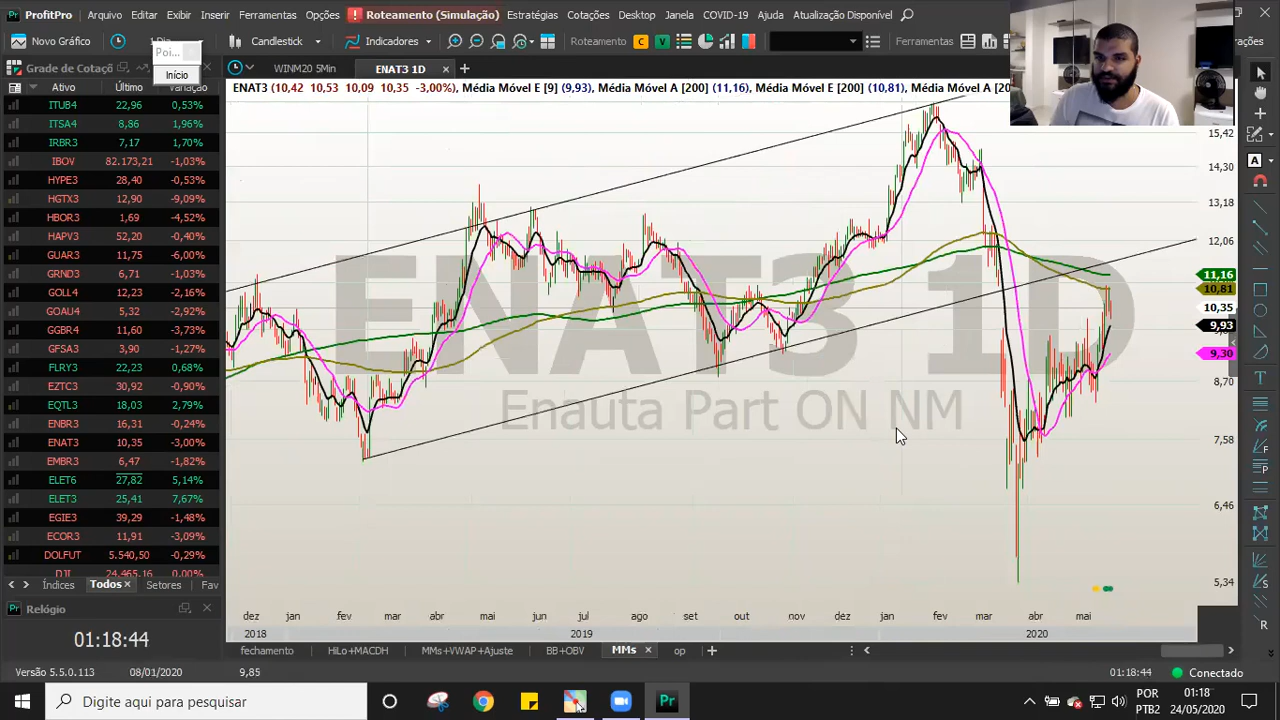 ProfitPro Arquivo Editar Exibir Inserir Ferramentas Opções Roteamento (Simulação) Estratégias Cotações Desktop Janela COVID-19 Ajuda Atualização Disponível
Novo Gráfico 1 Dia Candlestick Indicadores Roteamento C V Ferramentas
Poi...
Início
Grade de Cotaçõ
WINM20 5Min ENAT3 1D
Ativo Último Variação
ENAT3 (10,42 10,53 10,09 10,35 -3,00%), Média Móvel E [9] (9,93), Média Móvel A [200] (11,16), Média Móvel E [200] (10,81), Média Móvel A [20
ITUB4 22,96 0,53%
ITSA4 8,86 1,96%
IRBR3 7,17 1,70%
IBOV 82.173,21 -1,03%
HYPE3 28,40 -0,53%
HGTX3 12,90 -9,09%
HBOR3 1,69 -4,52%
HAPV3 52,20 -0,40%
GUAR3 11,75 -6,00%
GRND3 6,71 -1,03%
GOLL4 12,23 -2,16%
GOAU4 5,32 -2,92%
GGBR4 11,60 -3,73%
GFSA3 3,90 -1,27%
FLRY3 22,23 0,68%
EZTC3 30,92 -0,90%
EQTL3 18,03 2,79%
ENBR3 16,31 -0,24%
ENAT3 10,35 -3,00%
EMBR3 6,47 -1,82%
ELET6 27,82 5,14%
ELET3 25,41 7,67%
EGIE3 39,29 -1,48%
ECOR3 11,91 -3,09%
DOLFUT 5.540,50 -0,29%
DJI 24.465,16 0,00%
Índices Todos Setores Fav
Relógio
01:18:44
ENAT3 1D
Enauta Part ON NM
15,42
14,30
13,18
12,06
11,16
10,81
10,35
9,93
9,30
8,70
7,58
6,46
5,34
dez jan fev mar abr mai jun jul ago set out nov dez jan fev mar abr mai
2018 2019 2020
fechamento HiLo+MACDH MMs+VWAP+Ajuste BB+OBV MMs op
Versão 5.5.0.113 08/01/2020 9,85 01:18:44 Conectado
Digite aqui para pesquisar
Pr
POR
PTB2
01:18
24/05/2020